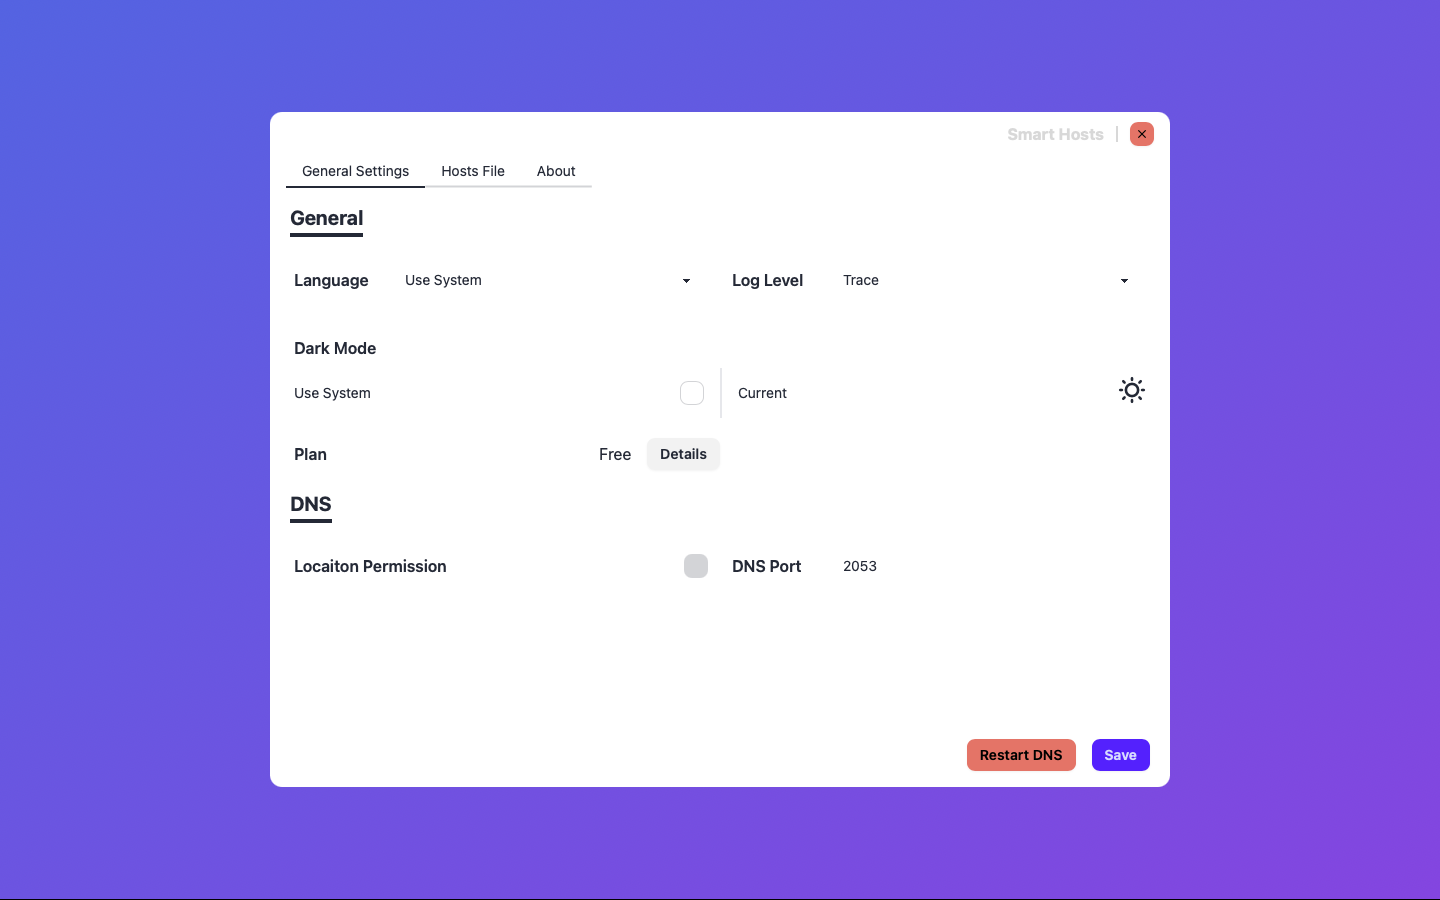 Smart Hosts
General Settings Hosts File About
General
Language Use System Log Level Trace
Dark Mode
Use System Current
Plan Free Details
DNS
Locaiton Permission DNS Port 2053
Restart DNS Save